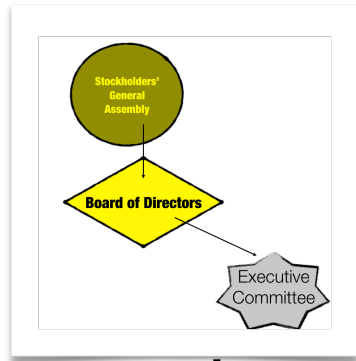 Stockholders'
General
Assembly
Board of Directors
Executive
Committee